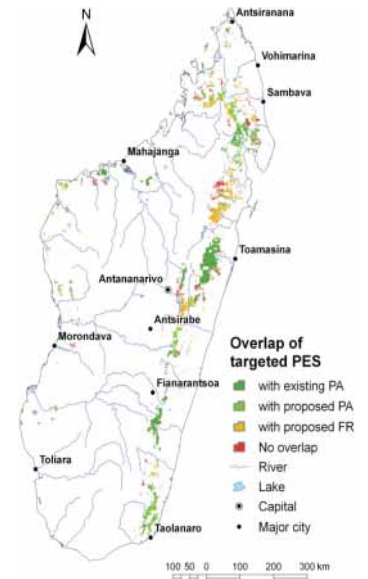 N
Antsiranana
Vohimarina
Sambava
Mahajanga
Toamasina
Antananarivo
Antsirabe
Morondava
Fianarantsoa
Toliara
Taolanaro
Overlap of
targeted PES
with existing PA
with proposed PA
with proposed FR
No overlap
River
Lake
Capital
Major city
100 50 0 100 200 300 km